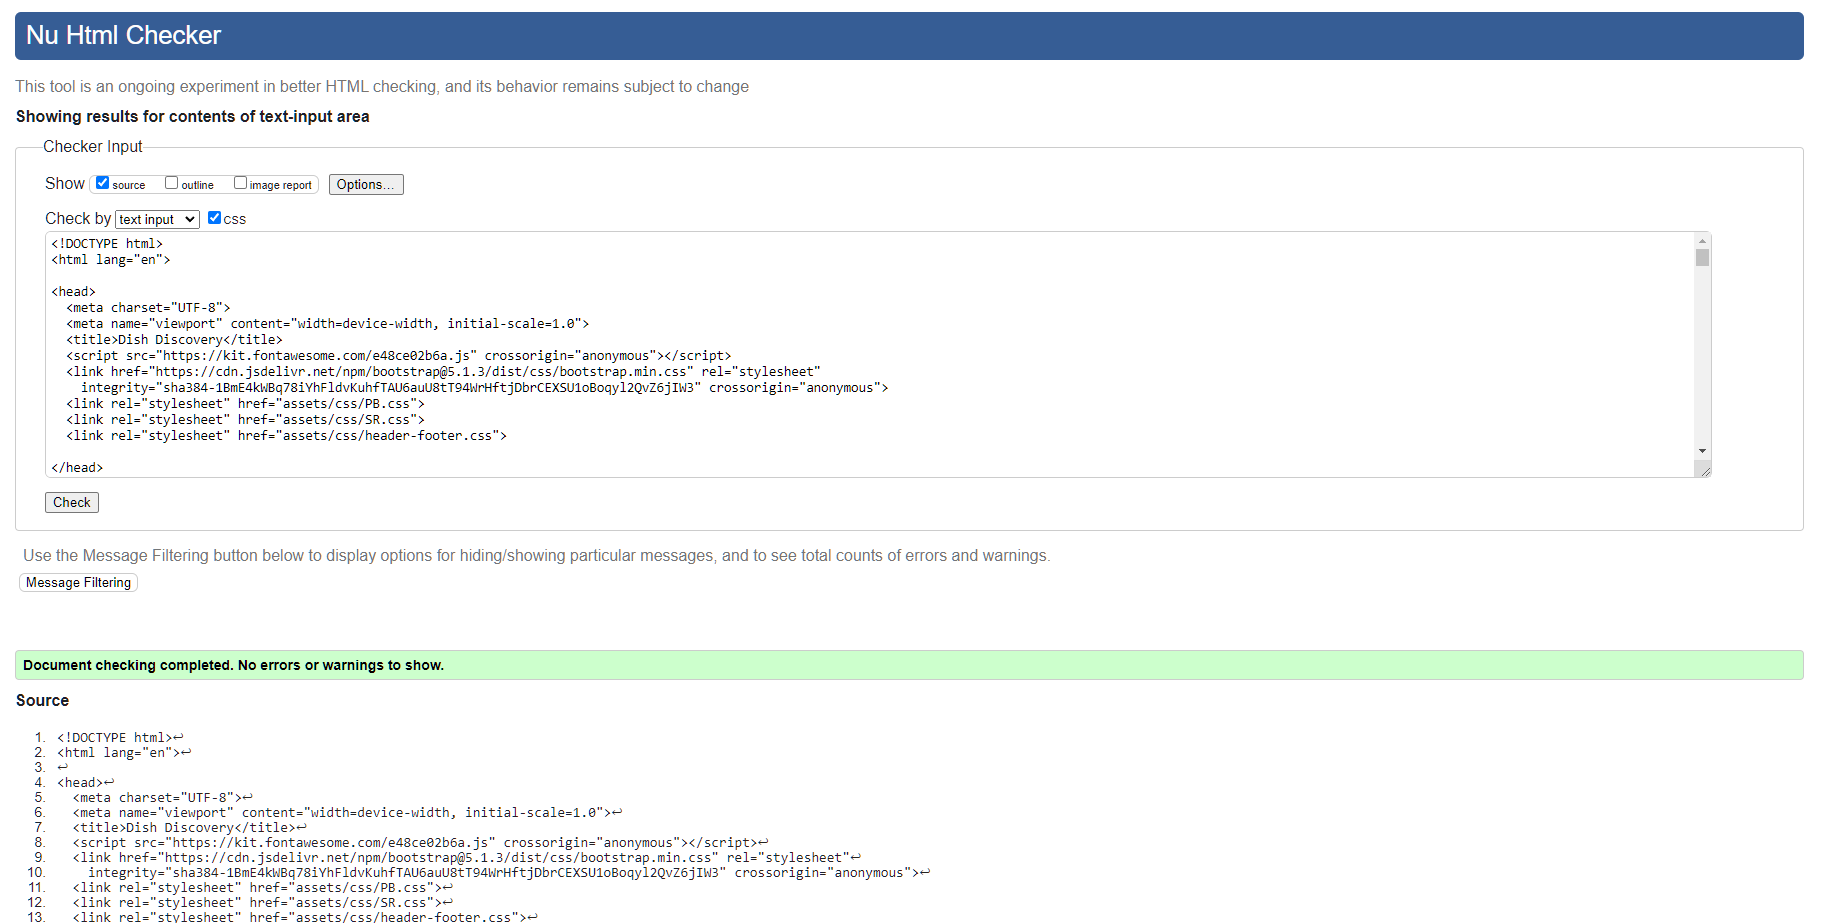 Nu Html Checker
This tool is an ongoing experiment in better HTML checking, and its behavior remains subject to change
Showing results for contents of text-input area
Checker Input
Show source outline image report Options...
Check by text input css
<!DOCTYPE html>
<html lang="en">
<head>
<meta charset="UTF-8">
<meta name="viewport" content="width=device-width, initial-scale=1.0">
<title>Dish Discovery</title>
<script src="https://kit.fontawesome.com/e48ce02b6a.js" crossorigin="anonymous"></script>
<link href="https://cdn.jsdelivr.net/npm/bootstrap@5.1.3/dist/css/bootstrap.min.css" rel="stylesheet"
integrity="sha384-1BmE4kWBq78iYhFldvKuhfTAU6auU8tT94WrHftjDbrCEXSU1oBoqyl2QvZ6jIW3" crossorigin="anonymous">
<link rel="stylesheet" href="assets/css/PB.css">
<link rel="stylesheet" href="assets/css/SR.css">
<link rel="stylesheet" href="assets/css/header-footer.css">
</head>
Check
Use the Message Filtering button below to display options for hiding/showing particular messages, and to see total counts of errors and warnings.
Message Filtering
Document checking completed. No errors or warnings to show.
Source
1. <!DOCTYPE html>↩
2. <html lang="en">↩
3. ↩
4. <head>↩
5. <meta charset="UTF-8">↩
6. <meta name="viewport" content="width=device-width, initial-scale=1.0">↩
7. <title>Dish Discovery</title>↩
8. <script src="https://kit.fontawesome.com/e48ce02b6a.js" crossorigin="anonymous"></script>↩
9. <link href="https://cdn.jsdelivr.net/npm/bootstrap@5.1.3/dist/css/bootstrap.min.css" rel="stylesheet"↩
10. integrity="sha384-1BmE4kWBq78iYhFldvKuhfTAU6auU8tT94WrHftjDbrCEXSU1oBoqyl2QvZ6jIW3" crossorigin="anonymous">↩
11. <link rel="stylesheet" href="assets/css/PB.css">↩
12. <link rel="stylesheet" href="assets/css/SR.css">↩
13. <link rel="stylesheet" href="assets/css/header-footer.css">↩